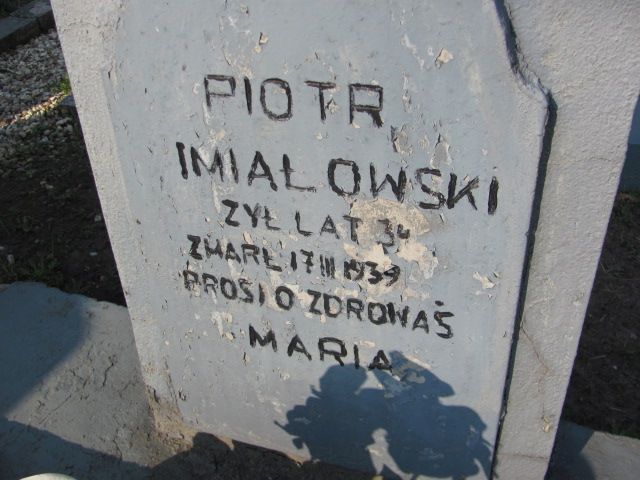 PIOTR
IMIAŁOWSKI
ŻYŁ LAT 34
ZMARŁ 17 III 1939
PROSI O ZDROWAŚ
MARIA